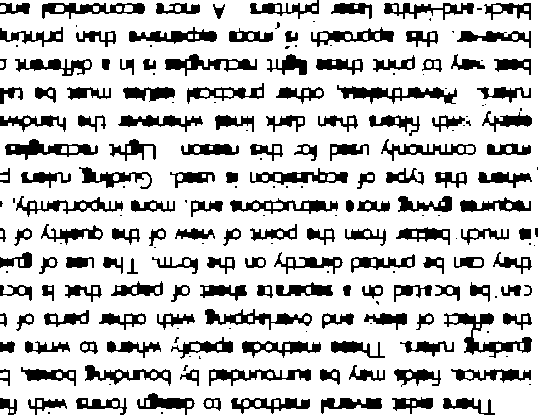 There exist several methods to design forms with fi
instance, fields may be surrounded by bounding boxes, b
guiding rulers. These methods specify where to write a
the effect of skew and overlapping with other parts of t
can be located on a separate sheet of paper that is loca
they can be printed directly on the form. The use of gui
is much better from the point of view of the quality of t
requires giving more instructions and, more importantly,
where this type of acquisition is used. Guiding rulers p
more commonly used for this reason. Light rectangles
easily with filters than dark lines whenever the handw
rulers. Nevertheless, other practical issues must be tak
best way to print these light rectangles is in a different c
however, this approach is more expensive than printing
black-and-white laser printers. A more economical and